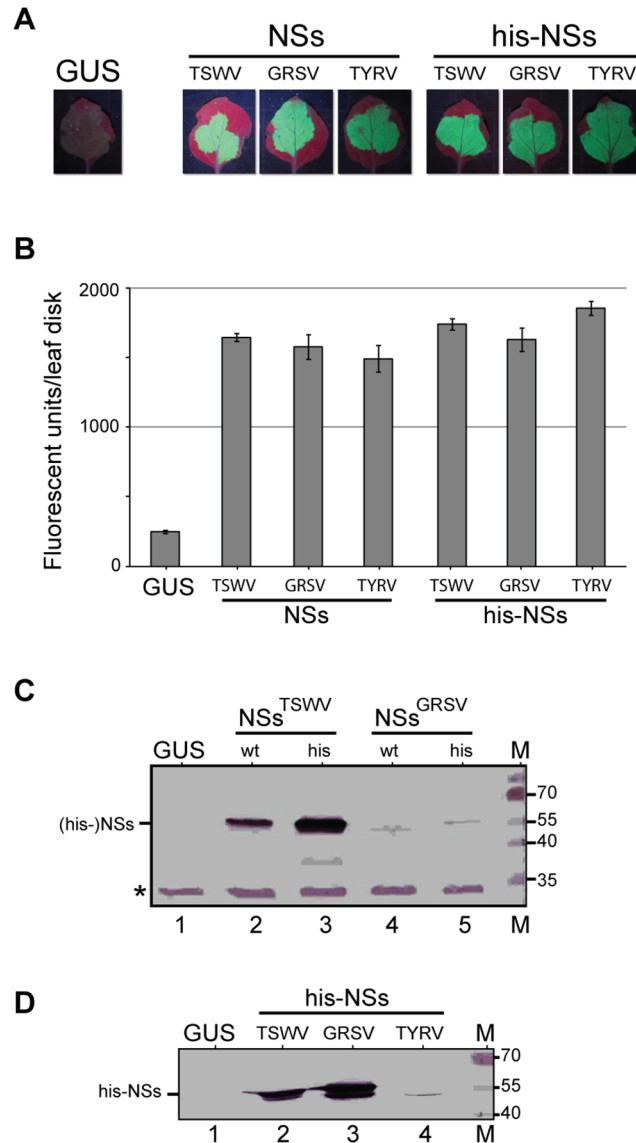 A
GUS
NSs
his-NSs
TSWV GRSV TYRV TSWV GRSV TYRV
B
Fluorescent units/leaf disk
2000
1000
0
GUS TSWV GRSV TYRV TSWV GRSV TYRV
NSs his-NSs
C
NSsTSWV NSsGRSV
GUS wt his wt his M
(his-)NSs
70
55
40
35
*
1 2 3 4 5 M
D
his-NSs
GUS TSWV GRSV TYRV M
his-NSs
70
55
40
1 2 3 4 M